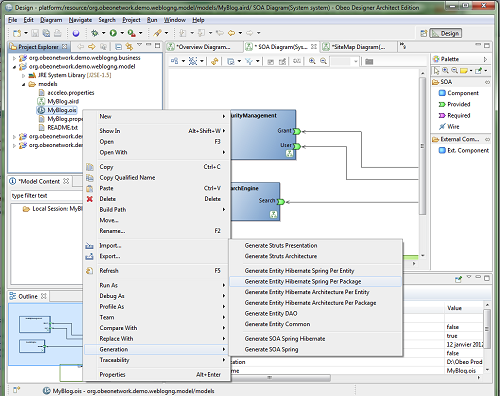 Design - platform/resource/org.obeonetwork.demo.weblogng.model/models/MyBlog.aird/ SOA Diagram(System system) - Obeo Designer Architect Edition
File Edit Diagram Navigate Search Project Run Window Help
Design
Project Explorer
org.obeonetwork.demo.weblogng.business
org.obeonetwork.demo.weblogng.model
JRE System Library [J2SE-1.5]
models
acceleo.properties
MyBlog.aird
MyBlog.ois
MyBlog.prope
README.txt
org.obeonetwork.d
org.obeonetwork.d
*Model Content
type filter text
Local Session: MyBl
Outline
*Overview Diagram...
*SOA Diagram(Sys
*SiteMap Diagram(
urityManagement
Grant
User
earchEngine
Search
Palette
SOA
Component
Provided
Required
Wire
External Com...
Ext. Component
New
Show In Alt+Shift+W
Open F3
Open With
Copy Ctrl+C
Copy Qualified Name
Paste Ctrl+V
Delete Delete
Build Path
Move...
Rename... F2
Import...
Export...
Refresh F5
Run As
Debug As
Profile As
Team
Compare With
Replace With
Generation
Traceability
Properties Alt+Enter
Generate Struts Presentation
Generate Struts Architecture
Generate Entity Hibernate Spring Per Entity
Generate Entity Hibernate Spring Per Package
Generate Entity Hibernate Architecture Per Entity
Generate Entity Hibernate Architecture Per Package
Generate Entity DAO
Generate Entity Common
Generate SOA Spring Hibernate
Generate SOA Spring
Value
false
true
12 janvier 2012
false
MyBlog.ois
MyBlog.ois - org.obeonetwork.demo.weblogng.model/models